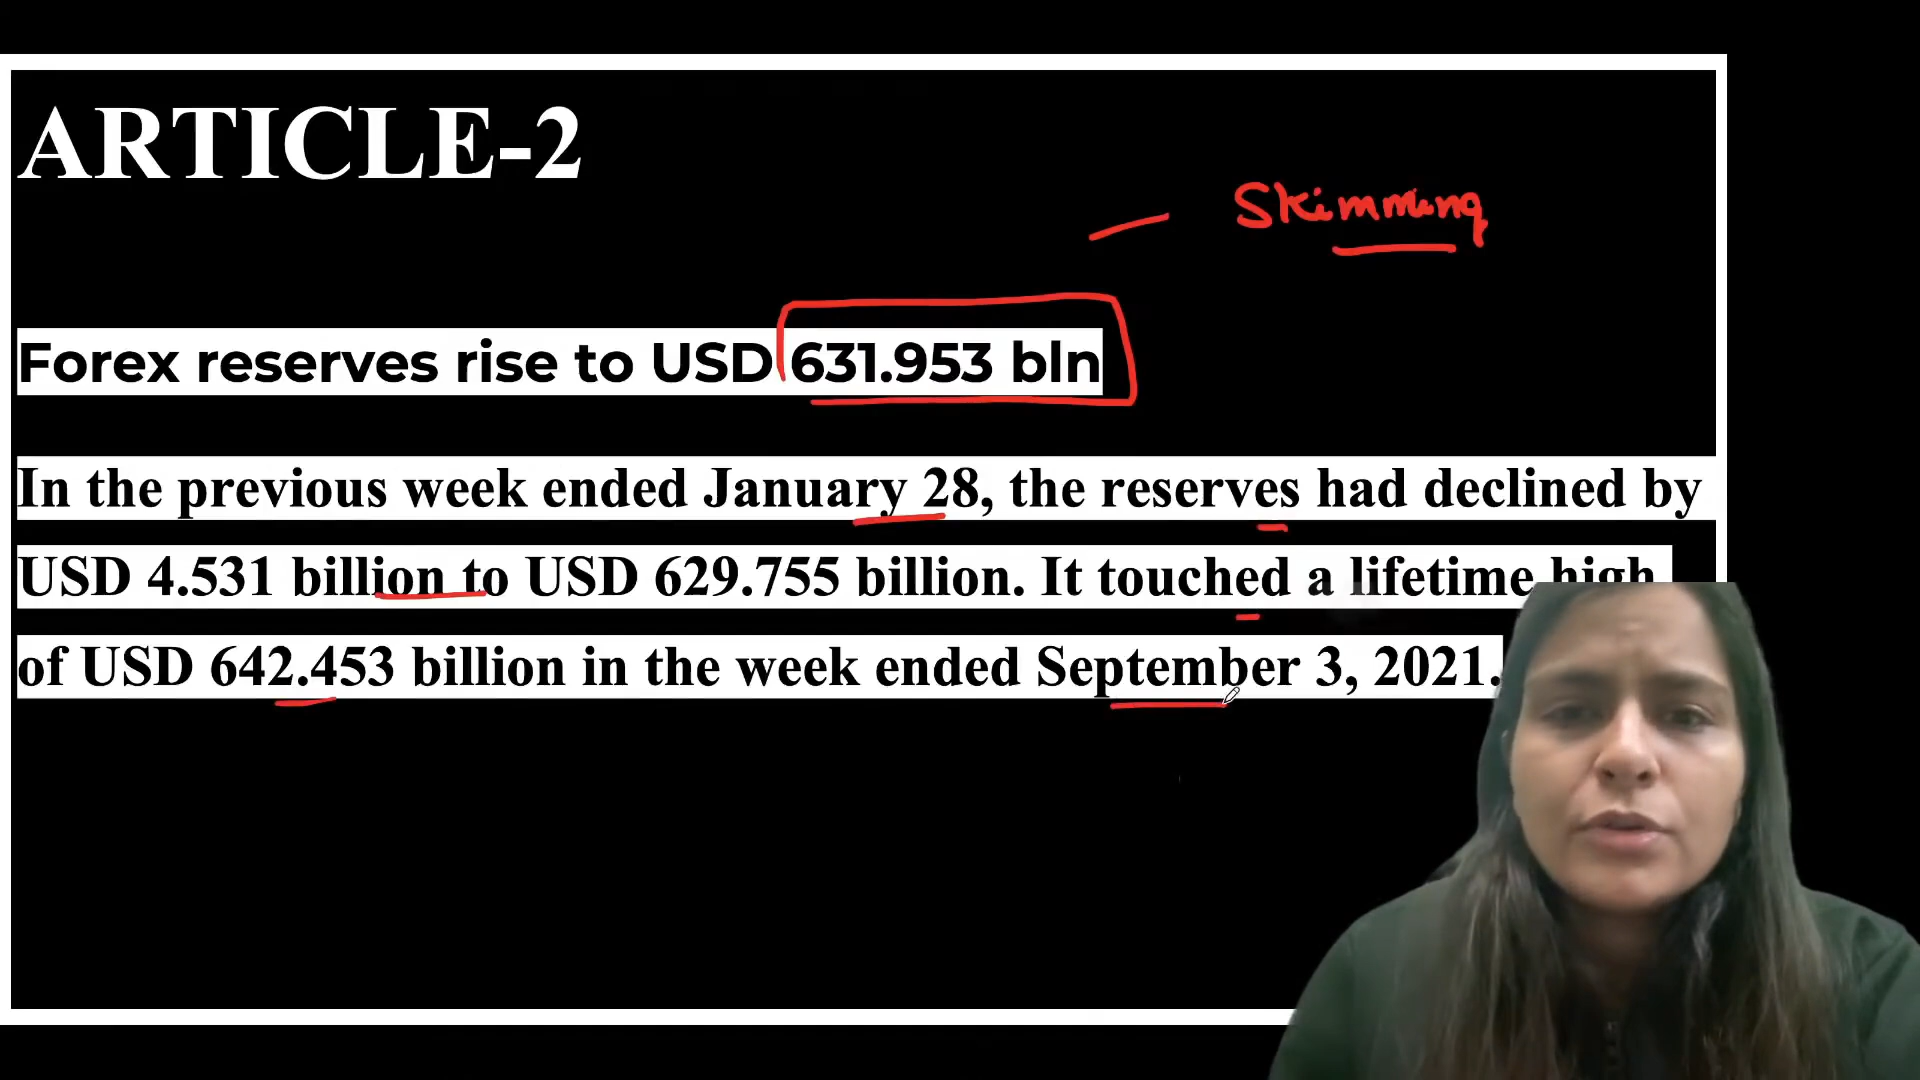 ARTICLE-2
Skimming
Forex reserves rise to USD 631.953 bln
In the previous week ended January 28, the reserves had declined by
USD 4.531 billion to USD 629.755 billion. It touched a lifetime high
of USD 642.453 billion in the week ended September 3, 2021.